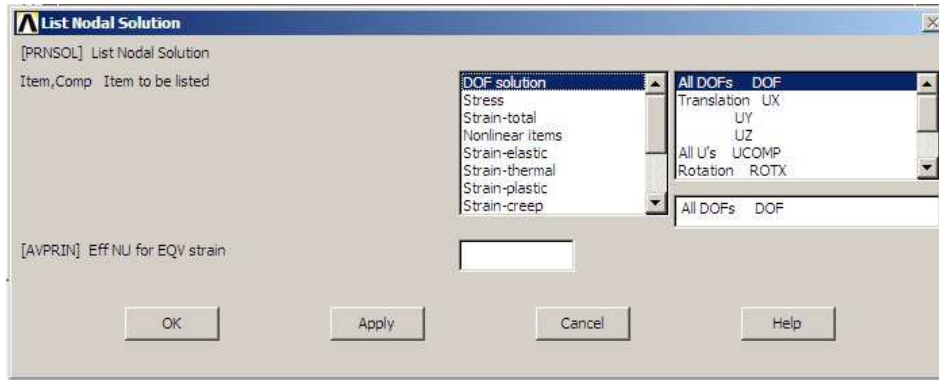 List Nodal Solution
[PRNSOL] List Nodal Solution
Item,Comp Item to be listed
DOF solution
Stress
Strain-total
Nonlinear items
Strain-elastic
Strain-thermal
Strain-plastic
Strain-creep
All DOFs DOF
Translation UX
UY
UZ
All U's UCOMP
Rotation ROTX
All DOFs DOF
[AVPRIN] Eff NU for EQV strain
OK Apply Cancel Help